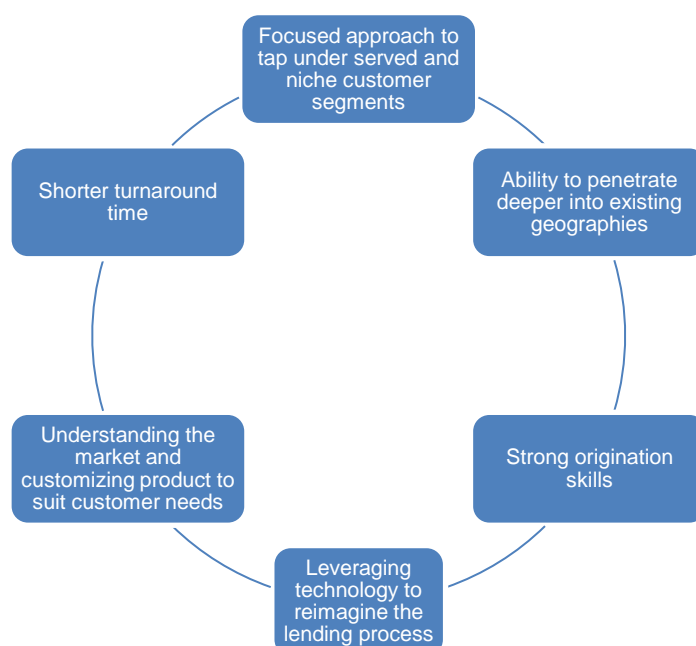 Focused approach to
tap under served and
niche customer
segments
Ability to penetrate
deeper into existing
geographies
Strong origination
skills
Leveraging
technology to
reimagine the
lending process
Understanding the
market and
customizing product to
suit customer needs
Shorter turnaround
time